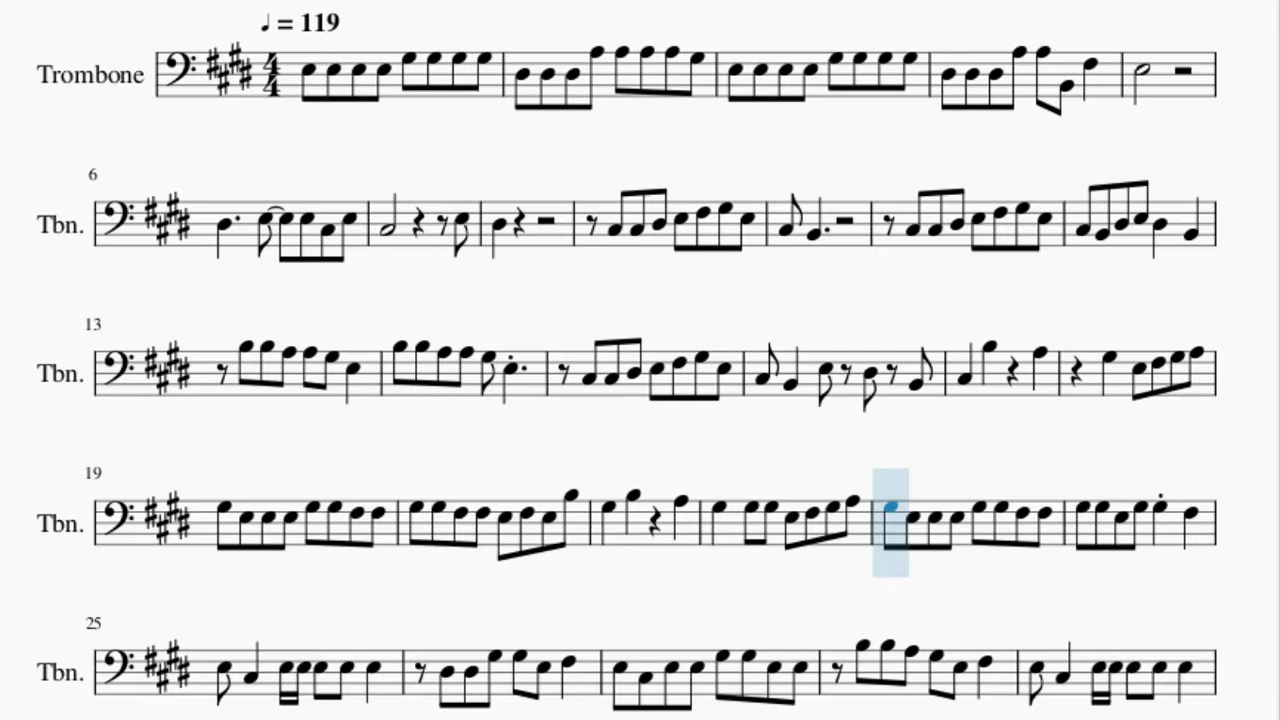 ♩ = 119
Trombone
4
4
6
Tbn.
13
Tbn.
19
Tbn.
25
Tbn.